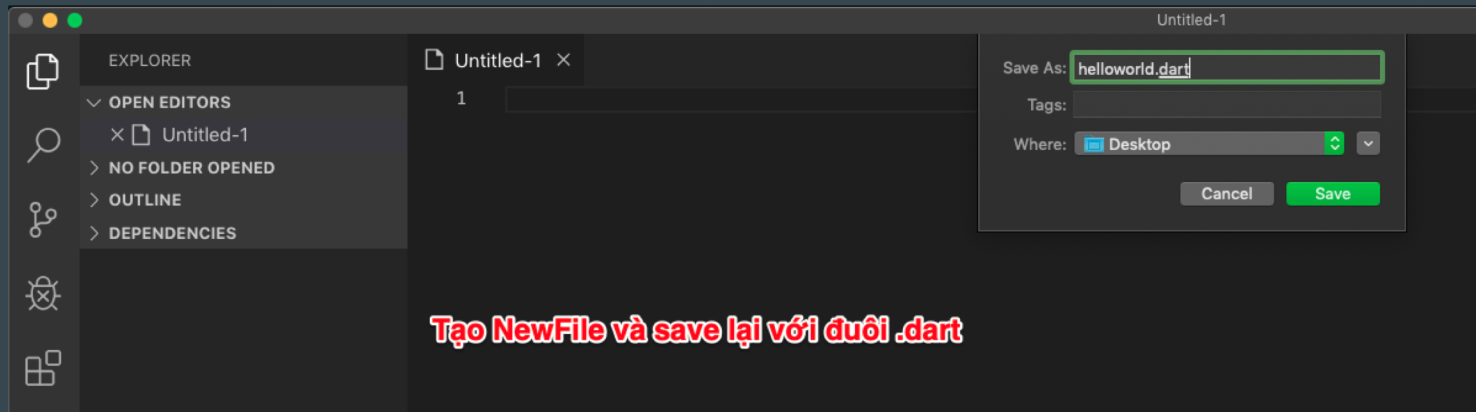 Untitled-1
EXPLORER
OPEN EDITORS
Untitled-1
NO FOLDER OPENED
OUTLINE
DEPENDENCIES
Untitled-1
1
Save As: helloworld.dart
Tags:
Where: Desktop
Cancel Save
Tạo NewFile và save lại với đuôi .dart